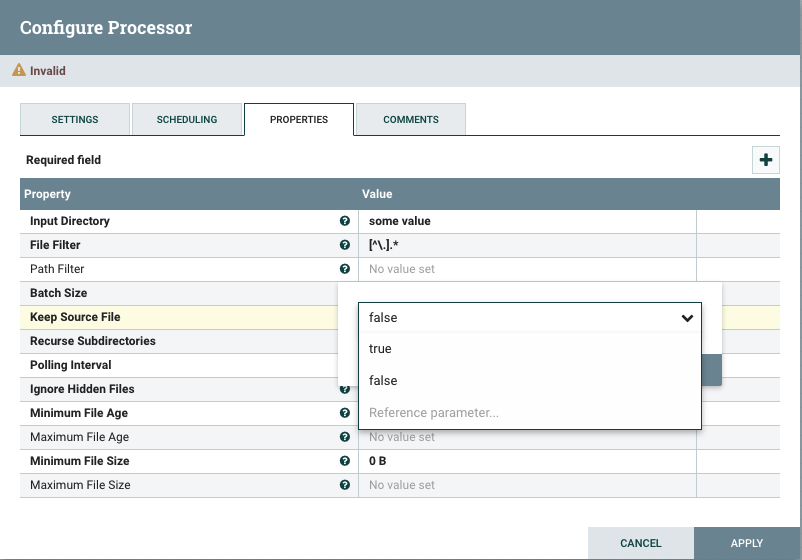 Configure Processor
Invalid
SETTINGS SCHEDULING PROPERTIES COMMENTS
Required field
Property Value
Input Directory some value
File Filter [^\.].*
Path Filter No value set
Batch Size
Keep Source File false
Recurse Subdirectories true
Polling Interval
Ignore Hidden Files false
Minimum File Age Reference parameter...
Maximum File Age No value set
Minimum File Size 0 B
Maximum File Size No value set
CANCEL APPLY